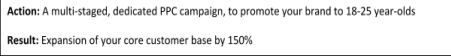 Action: A multi-staged, dedicated PPC campaign, to promote your brand to 18-25 year-olds
Result: Expansion of your core customer base by 150%